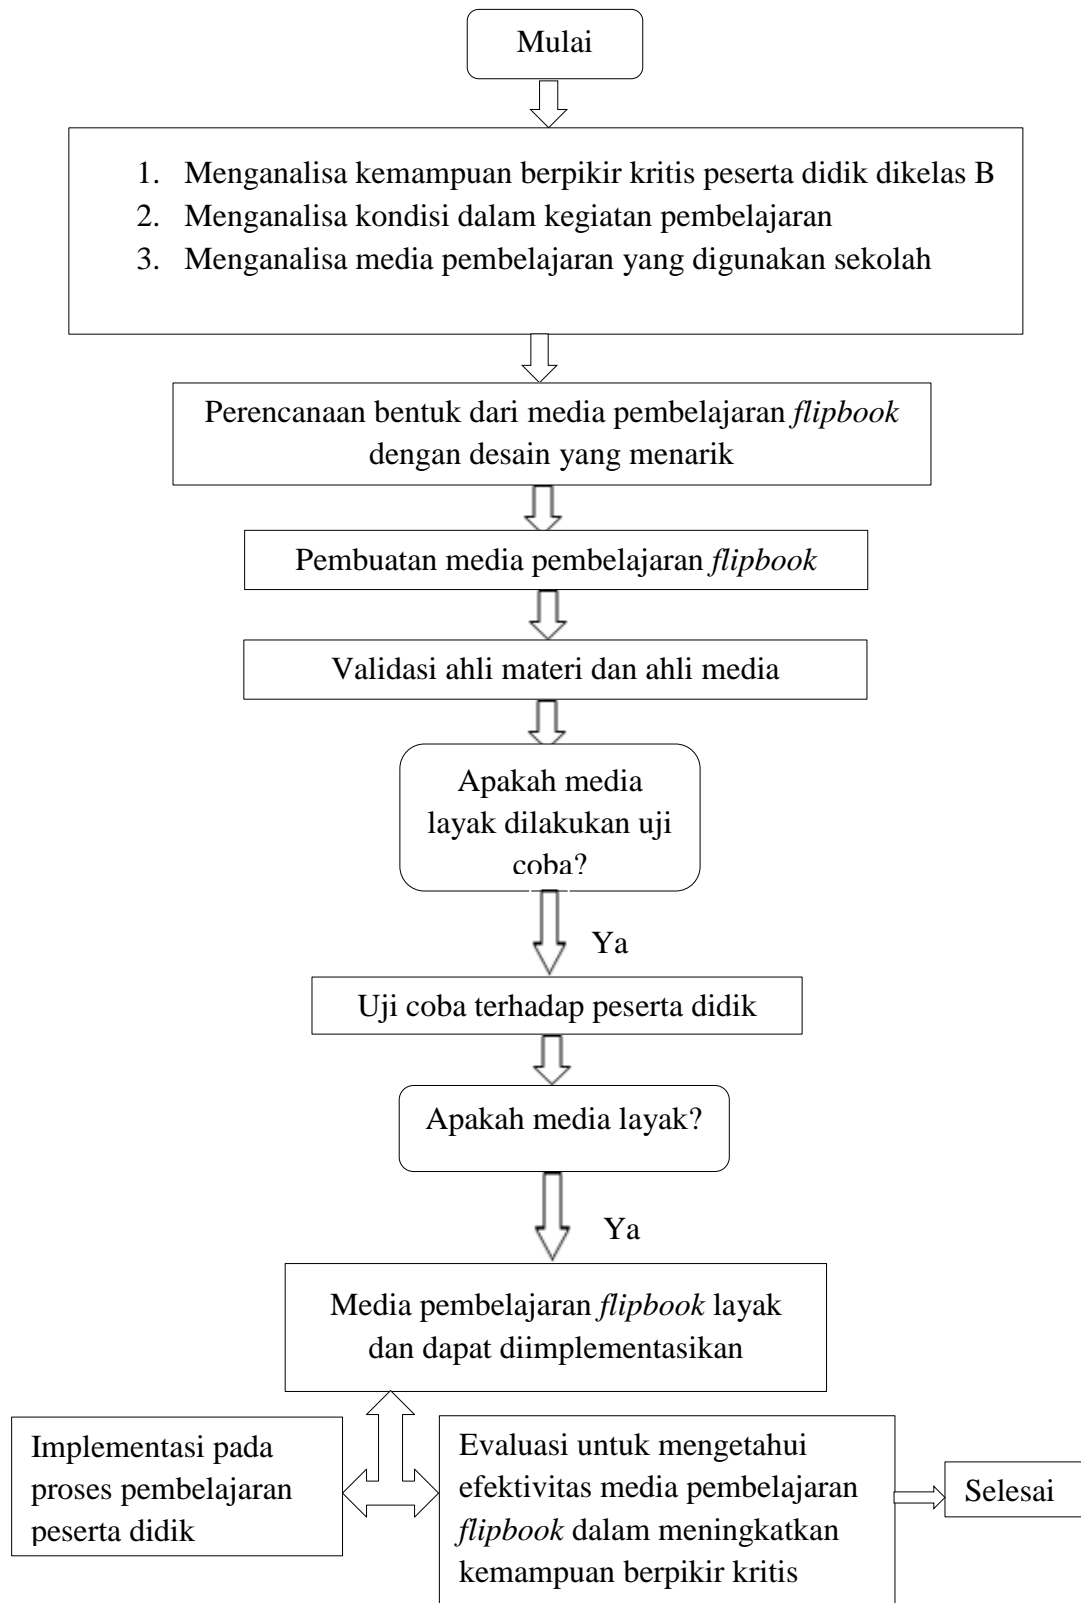 Mulai
1. Menganalisa kemampuan berpikir kritis peserta didik dikelas B
2. Menganalisa kondisi dalam kegiatan pembelajaran
3. Menganalisa media pembelajaran yang digunakan sekolah
Perencanaan bentuk dari media pembelajaran flipbook
dengan desain yang menarik
Pembuatan media pembelajaran flipbook
Validasi ahli materi dan ahli media
Apakah media
layak dilakukan uji
coba?
Ya
Uji coba terhadap peserta didik
Apakah media layak?
Ya
Media pembelajaran flipbook layak
dan dapat diimplementasikan
Implementasi pada
proses pembelajaran
peserta didik
Evaluasi untuk mengetahui
efektivitas media pembelajaran
flipbook dalam meningkatkan
kemampuan berpikir kritis
Selesai